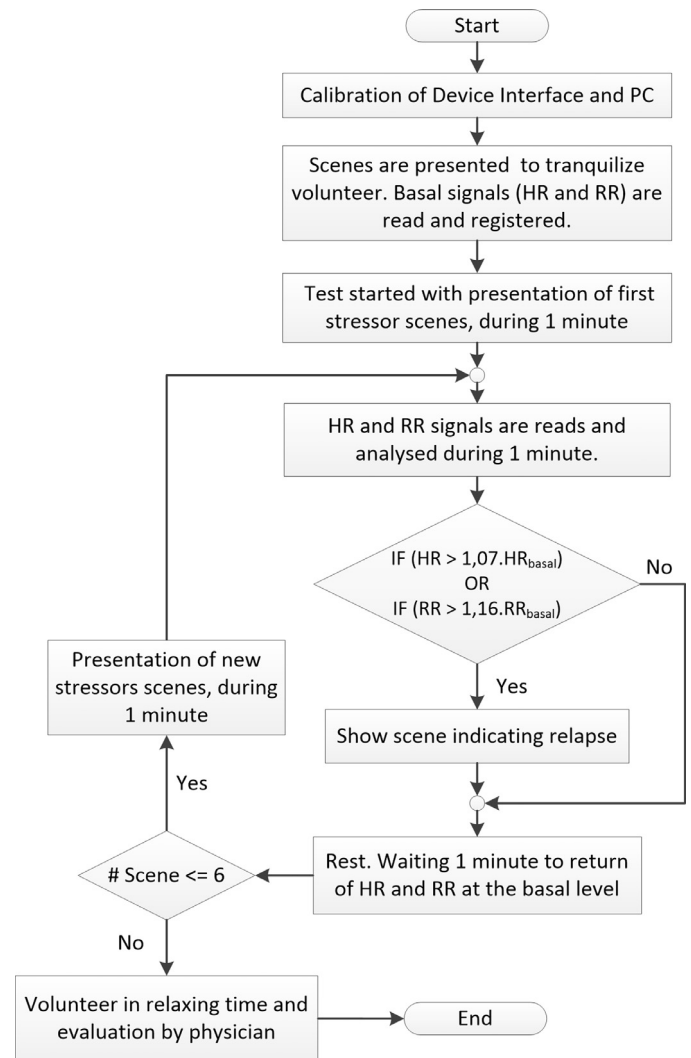 Start
Calibration of Device Interface and PC
Scenes are presented to tranquilize
volunteer. Basal signals (HR and RR) are
read and registered.
Test started with presentation of first
stressor scenes, during 1 minute
HR and RR signals are reads and
analysed during 1 minute.
IF (HR > 1,07.HRbasal)
OR
IF (RR > 1,16.RRbasal)
No
Yes
Show scene indicating relapse
Rest. Waiting 1 minute to return
of HR and RR at the basal level
# Scene <= 6
Yes
Presentation of new
stressors scenes, during
1 minute
No
Volunteer in relaxing time and
evaluation by physician
End